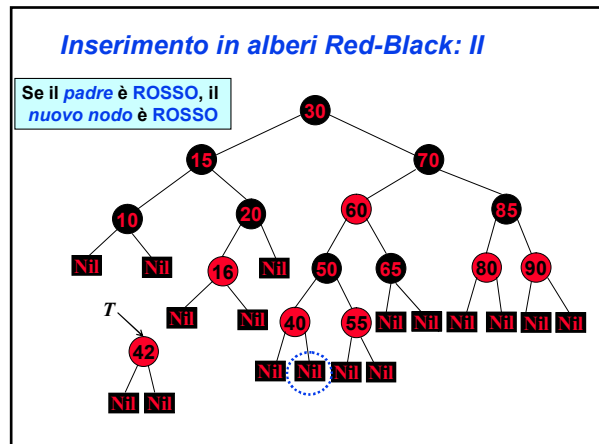 Inserimento in alberi Red-Black: II
Se il padre è ROSSO, il
nuovo nodo è ROSSO
30
15
70
10
20
60
85
Nil
Nil
16
Nil
50
65
80
90
T
Nil
Nil
40
55
Nil
Nil
Nil
Nil
Nil
Nil
42
Nil
Nil
Nil
Nil
Nil
Nil